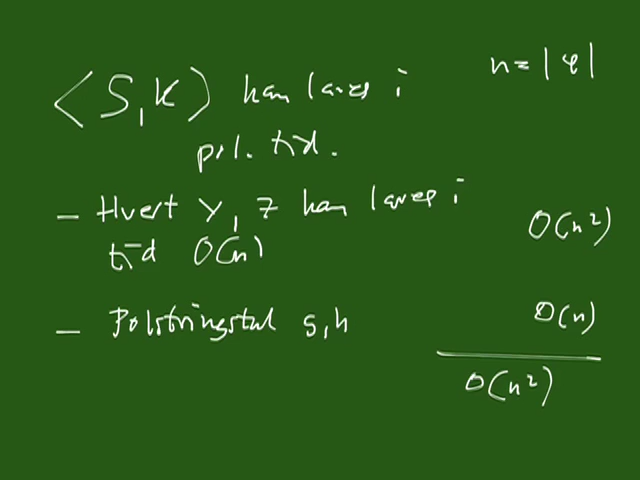 ⟨S, K⟩ kan laves i n = |φ|
pol. tid.
- Hvert y, z kan laves i O(n²)
tid O(n)
- Polstringstal s, k O(n)
O(n²)